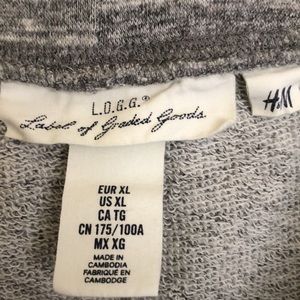 L.O.G.G.®
Label of Graded Goods.
H&M
EUR XL
US XL
CA TG
CN 175/100A
MX XG
MADE IN
CAMBODIA
FABRIQUÉ EN
CAMBODGE